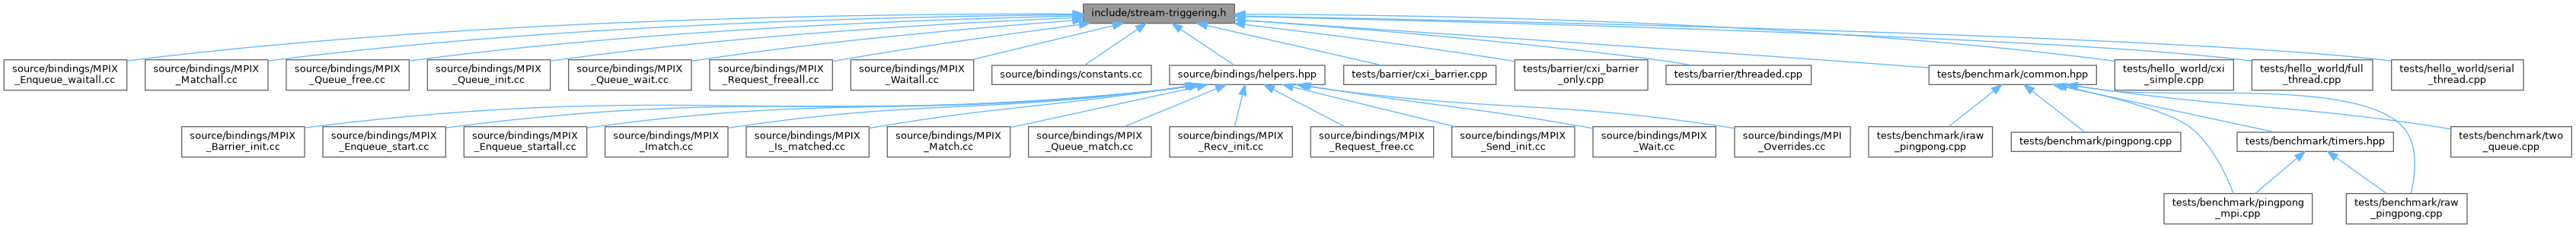 include/stream-triggering.h
source/bindings/MPIX
_Enqueue_waitall.cc
source/bindings/MPIX
_Matchall.cc
source/bindings/MPIX
_Queue_free.cc
source/bindings/MPIX
_Queue_init.cc
source/bindings/MPIX
_Queue_wait.cc
source/bindings/MPIX
_Request_freeall.cc
source/bindings/MPIX
_Waitall.cc
source/bindings/constants.cc
source/bindings/helpers.hpp
tests/barrier/cxi_barrier.cpp
tests/barrier/cxi_barrier
_only.cpp
tests/barrier/threaded.cpp
tests/benchmark/common.hpp
tests/hello_world/cxi
_simple.cpp
tests/hello_world/full
_thread.cpp
tests/hello_world/serial
_thread.cpp
source/bindings/MPIX
_Barrier_init.cc
source/bindings/MPIX
_Enqueue_start.cc
source/bindings/MPIX
_Enqueue_startall.cc
source/bindings/MPIX
_Imatch.cc
source/bindings/MPIX
_Is_matched.cc
source/bindings/MPIX
_Match.cc
source/bindings/MPIX
_Queue_match.cc
source/bindings/MPIX
_Recv_init.cc
source/bindings/MPIX
_Request_free.cc
source/bindings/MPIX
_Send_init.cc
source/bindings/MPIX
_Wait.cc
source/bindings/MPI
_Overrides.cc
tests/benchmark/iraw
_pingpong.cpp
tests/benchmark/pingpong.cpp
tests/benchmark/timers.hpp
tests/benchmark/two
_queue.cpp
tests/benchmark/pingpong
_mpi.cpp
tests/benchmark/raw
_pingpong.cpp